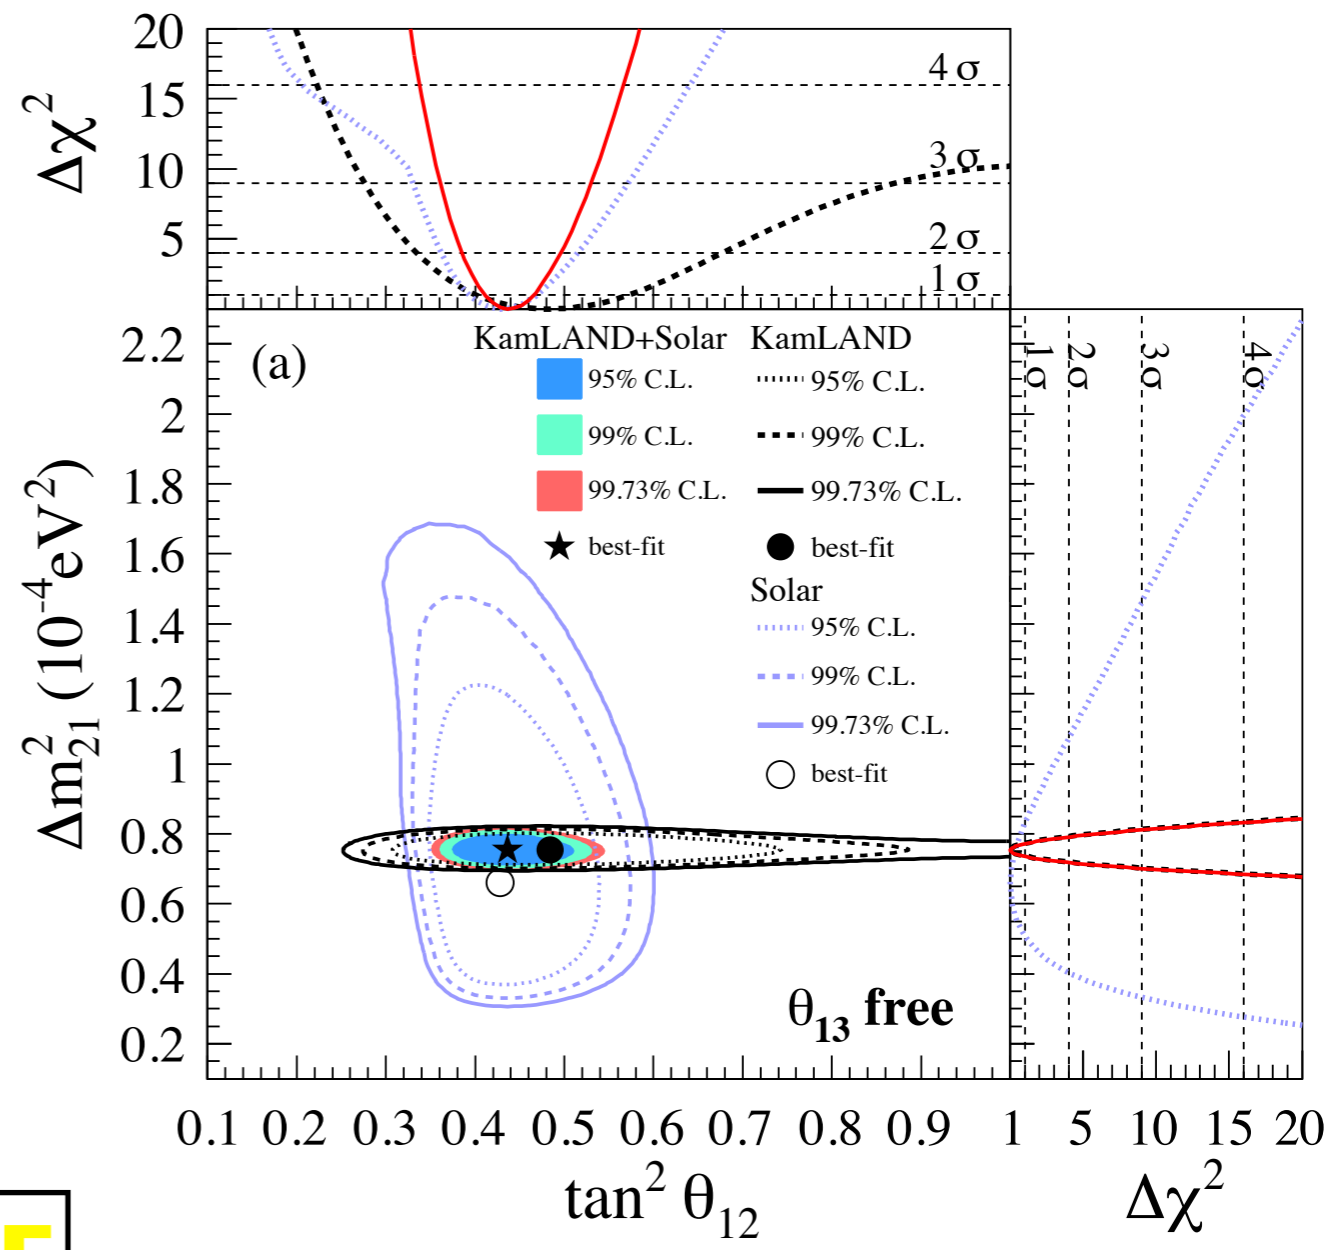 20
15
10
5
Δχ²
4 σ
3 σ
2 σ
1 σ
2.2
2
1.8
1.6
1.4
1.2
1
0.8
0.6
0.4
0.2
Δm²₂₁ (10⁻⁴eV²)
(a)
KamLAND+Solar KamLAND
95% C.L. 95% C.L.
99% C.L. 99% C.L.
99.73% C.L. 99.73% C.L.
best-fit best-fit
Solar
95% C.L.
99% C.L.
99.73% C.L.
best-fit
θ₁₃ free
1σ 2σ 3σ 4σ
0.1 0.2 0.3 0.4 0.5 0.6 0.7 0.8 0.9 1 5 10 15 20
tan² θ₁₂ Δχ²